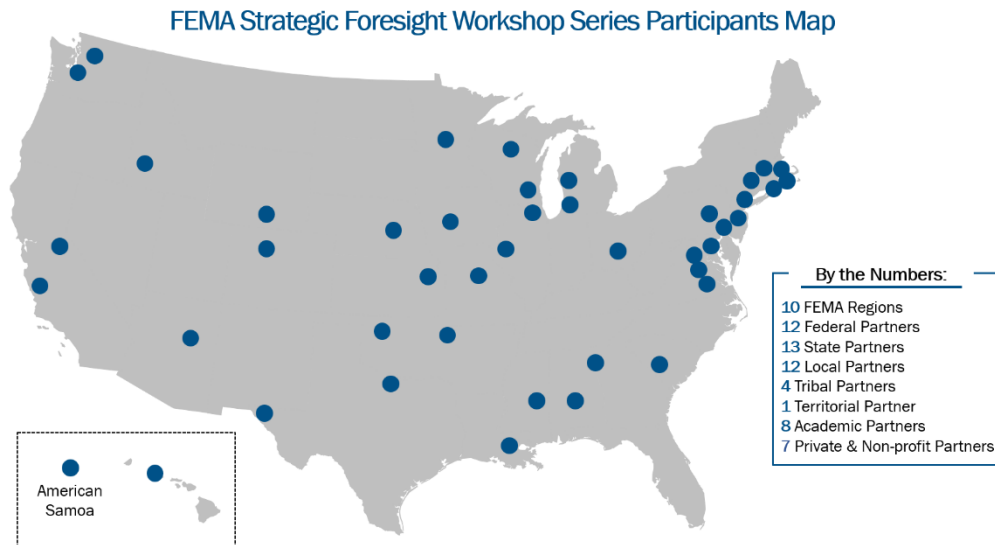 FEMA Strategic Foresight Workshop Series Participants Map
By the Numbers:
10 FEMA Regions
12 Federal Partners
13 State Partners
12 Local Partners
4 Tribal Partners
1 Territorial Partner
8 Academic Partners
7 Private & Non-profit Partners
American
Samoa